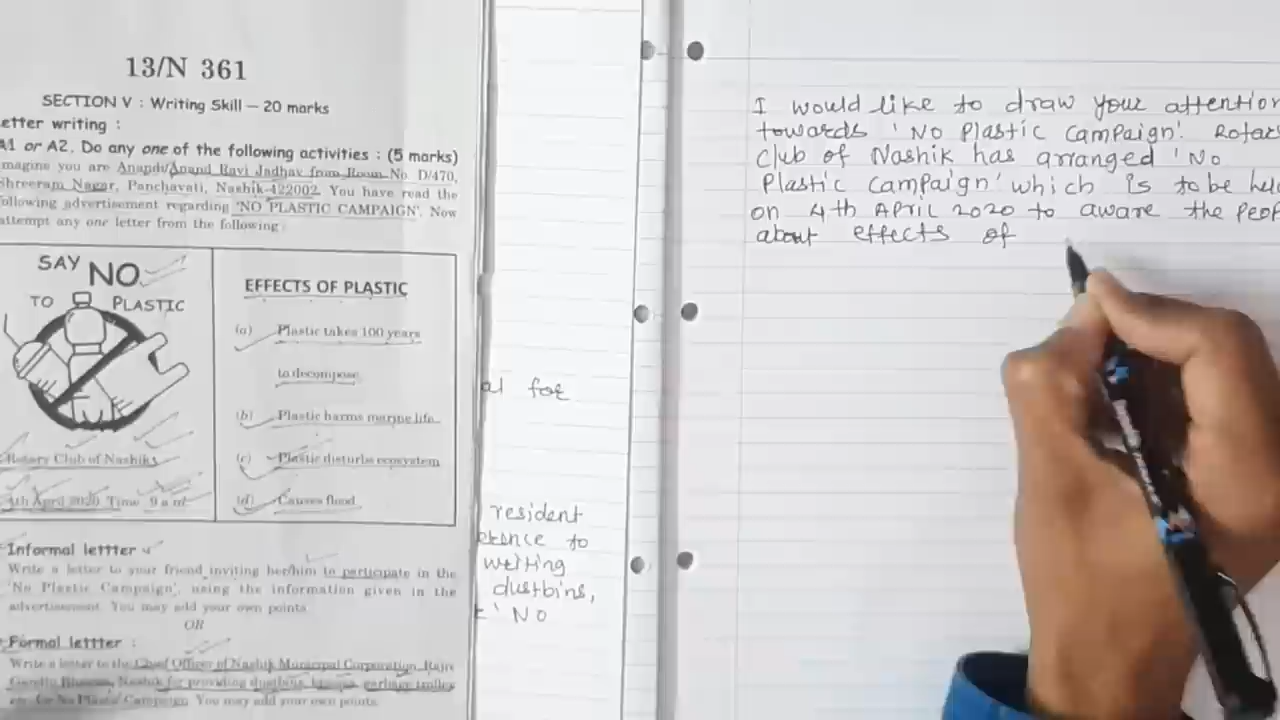 13/N 361
SECTION V : Writing Skill – 20 marks
etter writing :
A1 or A2. Do any one of the following activities : (5 marks)
magine you are Anandi/Anand Ravi Jadhav from Room No. D/470,
Shreeram Nagar, Panchavati, Nashik-422002. You have read the
ollowing advertisement regarding 'NO PLASTIC CAMPAIGN'. Now
attempt any one letter from the following
SAY NO
TO PLASTIC
Rotary Club of Nashik
4th April 2020 Time 9 a.m.
EFFECTS OF PLASTIC
(a) Plastic takes 100 years
to decompose
(b) Plastic harms marine life.
(c) Plastic disturbs ecosystem
(d) Causes flood
Informal lettter
Write a letter to your friend inviting her/him to participate in the
'No Plastic Campaign', using the information given in the
advertisement. You may add your own points.
OR
Formal lettter :
Write a letter to the Chief Officer of Nashik Municipal Corporation, Rajiv
Gandhi Bhavan, Nashik for providing dustbins, garbage trolley
etc. for No Plastic Campaign. You may add your own points.
al for
resident
erence to
writing
dustbins,
t 'No
I would like to draw your attention
towards 'No Plastic Campaign'. Rotar
club of Nashik has arranged 'No
Plastic Campaign' which is to be hel
on 4th April 2020 to aware the peop
about effects of